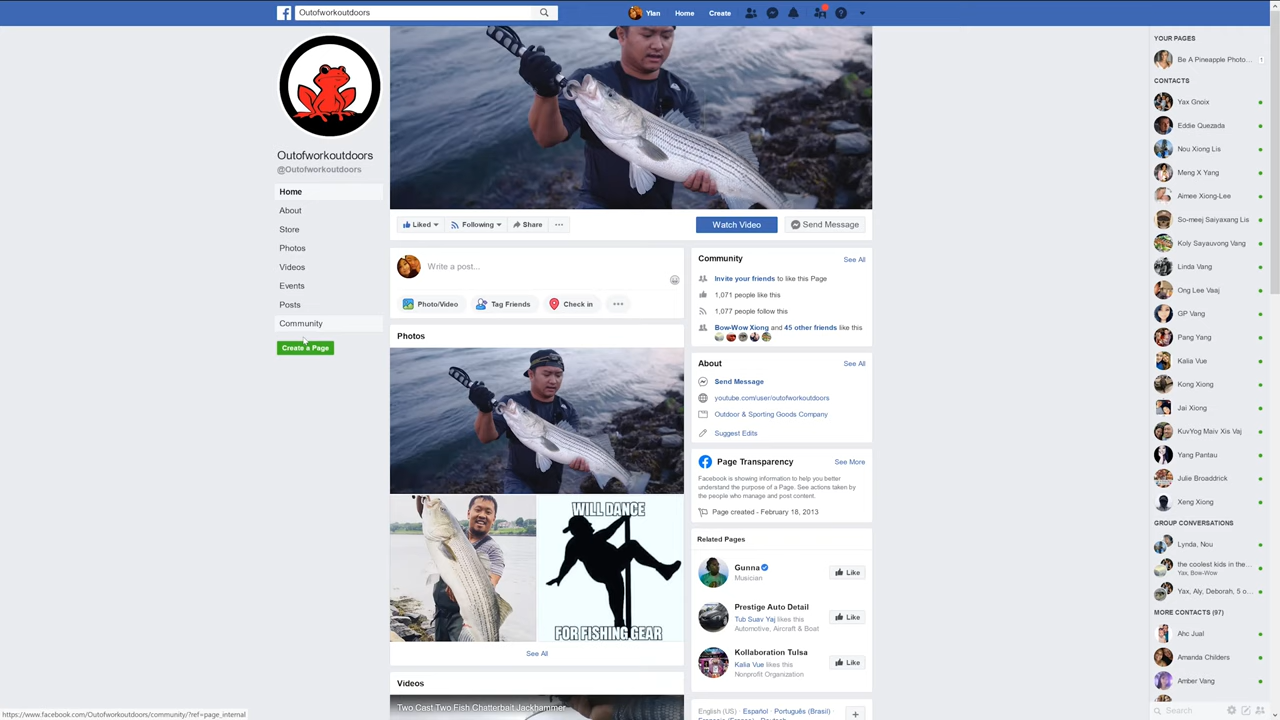 Outofworkoutdoors
Ylan
Home
Create
Outofworkoutdoors
@Outofworkoutdoors
Home
About
Store
Photos
Videos
Events
Posts
Community
Create a Page
Liked
Following
Share
Watch Video
Send Message
Write a post...
Photo/Video
Tag Friends
Check in
Photos
WILL DANCE
FOR FISHING GEAR
See All
Videos
Two Cast Two Fish Chatterbait Jackhammer
Community
See All
Invite your friends to like this Page
1,071 people like this
1,077 people follow this
Bow-Wow Xiong and 45 other friends like this
About
See All
Send Message
youtube.com/user/outofworkoutdoors
Outdoor & Sporting Goods Company
Suggest Edits
Page Transparency
See More
Facebook is showing information to help you better
understand the purpose of a Page. See actions taken by
the people who manage and post content.
Page created - February 18, 2013
Related Pages
Gunna
Musician
Like
Prestige Auto Detail
Tub Suav Yaj likes this
Automotive, Aircraft & Boat
Like
Kollaboration Tulsa
Kalia Vue likes this
Nonprofit Organization
Like
English (US) · Español · Português (Brasil) ·
YOUR PAGES
Be A Pineapple Photo...
1
CONTACTS
Yax Gnoix
Eddie Quezada
Nou Xiong Lis
Meng X Yang
Aimee Xiong-Lee
So-meej Saiyaxang Lis
Koly Sayauvong Vang
Linda Vang
Ong Lee Vaaj
GP Vang
Pang Yang
Kalia Vue
Kong Xiong
Jai Xiong
KuvYog Maiv Xis Vaj
Yang Pantau
Julie Broaddrick
Xeng Xiong
GROUP CONVERSATIONS
Lynda, Nou
the coolest kids in the...
Yax, Bow-Wow
Yax, Aly, Deborah, 5 o...
MORE CONTACTS (97)
Ahc Jual
Amanda Childers
Amber Vang
Search
https://www.facebook.com/Outofworkoutdoors/community/?ref=page_internal